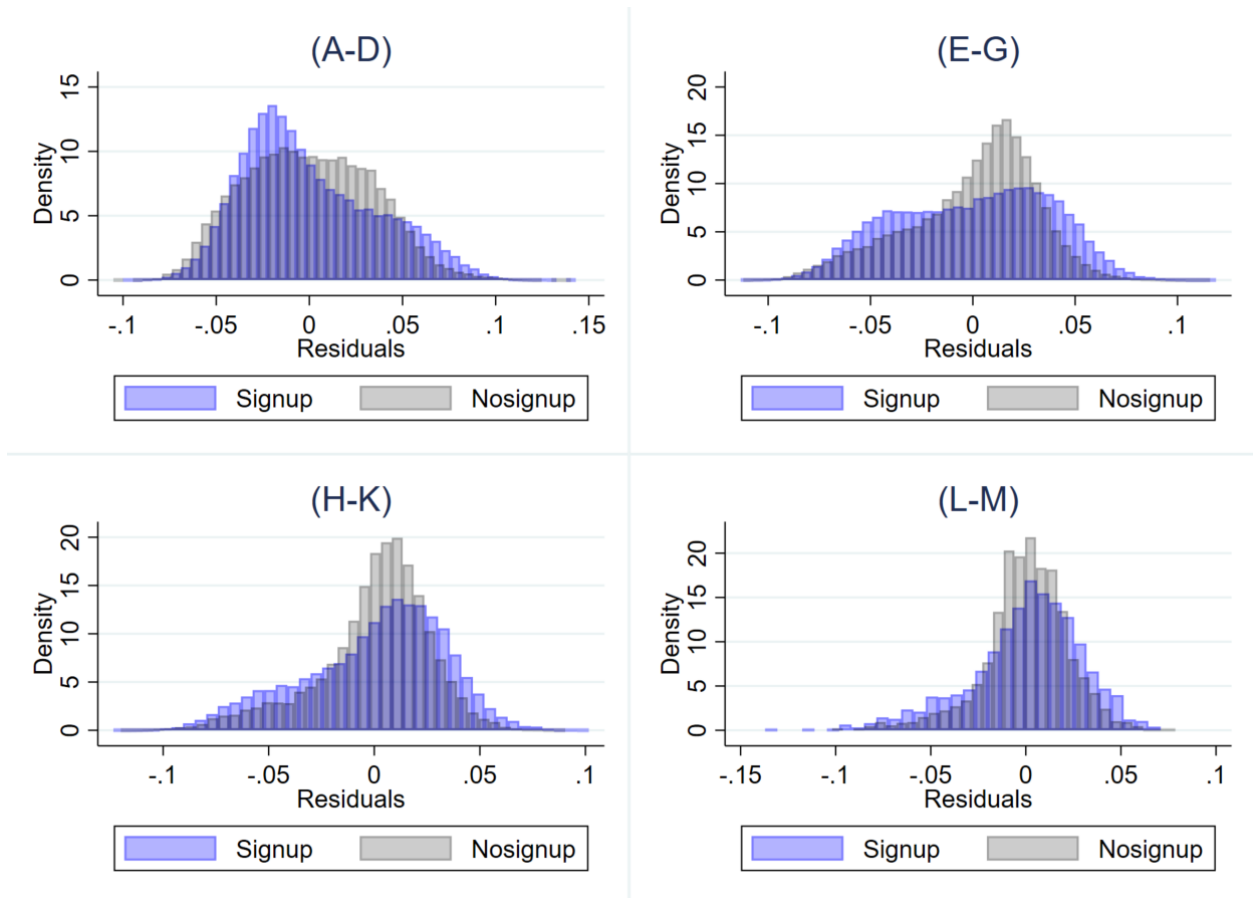 (A-D)
15
10
5
0
Density
-.1 -.05 0 .05 .1 .15
Residuals
Signup Nosignup
(E-G)
20
15
10
5
0
Density
-.1 -.05 0 .05 .1
Residuals
Signup Nosignup
(H-K)
20
15
10
5
0
Density
-.1 -.05 0 .05 .1
Residuals
Signup Nosignup
(L-M)
20
15
10
5
0
Density
-.15 -.1 -.05 0 .05 .1
Residuals
Signup Nosignup